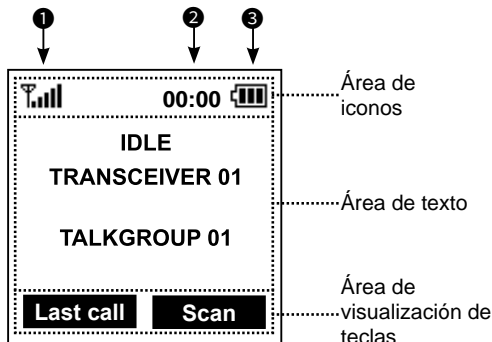 ❶ ❷ ❸
00:00
Área de
iconos
IDLE
TRANSCEIVER 01
Área de texto
TALKGROUP 01
Last call Scan
Área de
visualización de
teclas